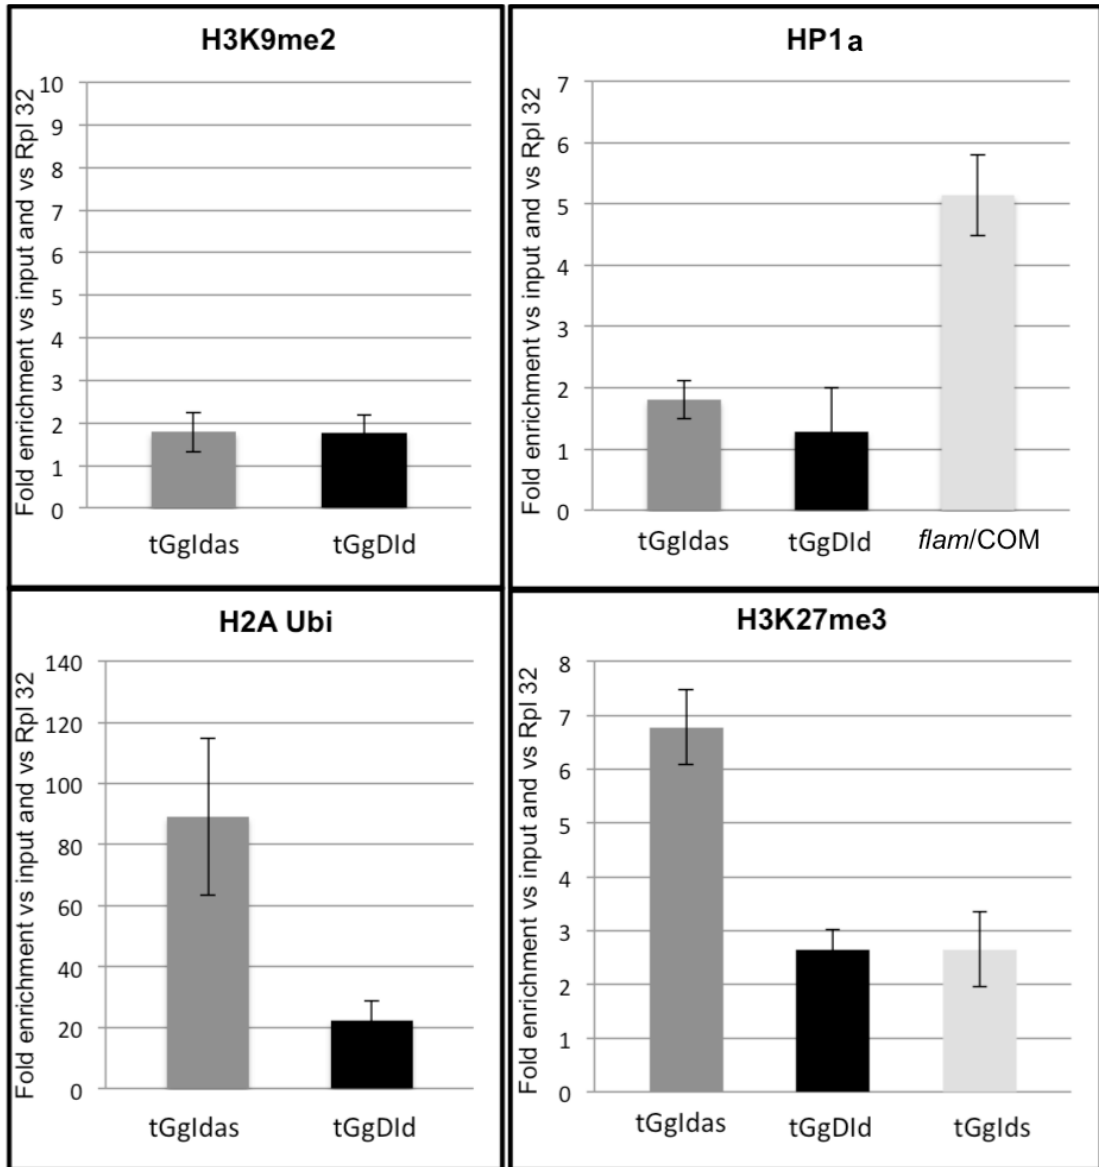 H3K9me2
Fold enrichment vs input and vs Rpl 32
10
9
8
7
6
5
4
3
2
1
0
tGgIdas
tGgDId
HP1a
Fold enrichment vs input and vs Rpl 32
7
6
5
4
3
2
1
0
tGgIdas
tGgDId
flam/COM
H2A Ubi
Fold enrichment vs input and vs Rpl 32
140
120
100
80
60
40
20
0
tGgIdas
tGgDId
H3K27me3
Fold enrichment vs input and vs Rpl 32
8
7
6
5
4
3
2
1
0
tGgIdas
tGgDId
tGgIds